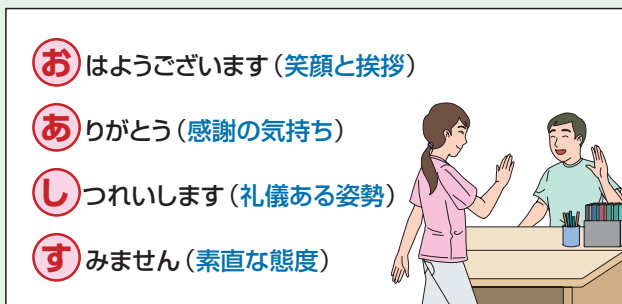 おはようございます（笑顔と挨拶）
ありがとう（感謝の気持ち）
しつれいします（礼儀ある姿勢）
すみません（素直な態度）